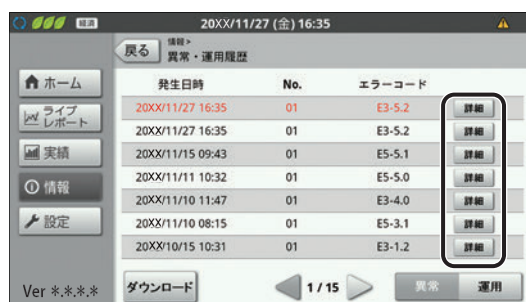 経済 20XX/11/27 (金) 16:35
戻る 情報>
異常・運用履歴
ホーム
ライブ
レポート
実績
情報
設定
Ver *.*.*.*
発生日時 No. エラーコード
20XX/11/27 16:35 01 E3-5.2 詳細
20XX/11/27 16:35 01 E3-5.2 詳細
20XX/11/15 09:43 01 E5-5.1 詳細
20XX/11/11 10:32 01 E5-5.0 詳細
20XX/11/10 11:47 01 E3-4.0 詳細
20XX/11/10 08:15 01 E5-3.1 詳細
20XX/10/15 10:31 01 E3-1.2 詳細
ダウンロード 1/15 異常 運用